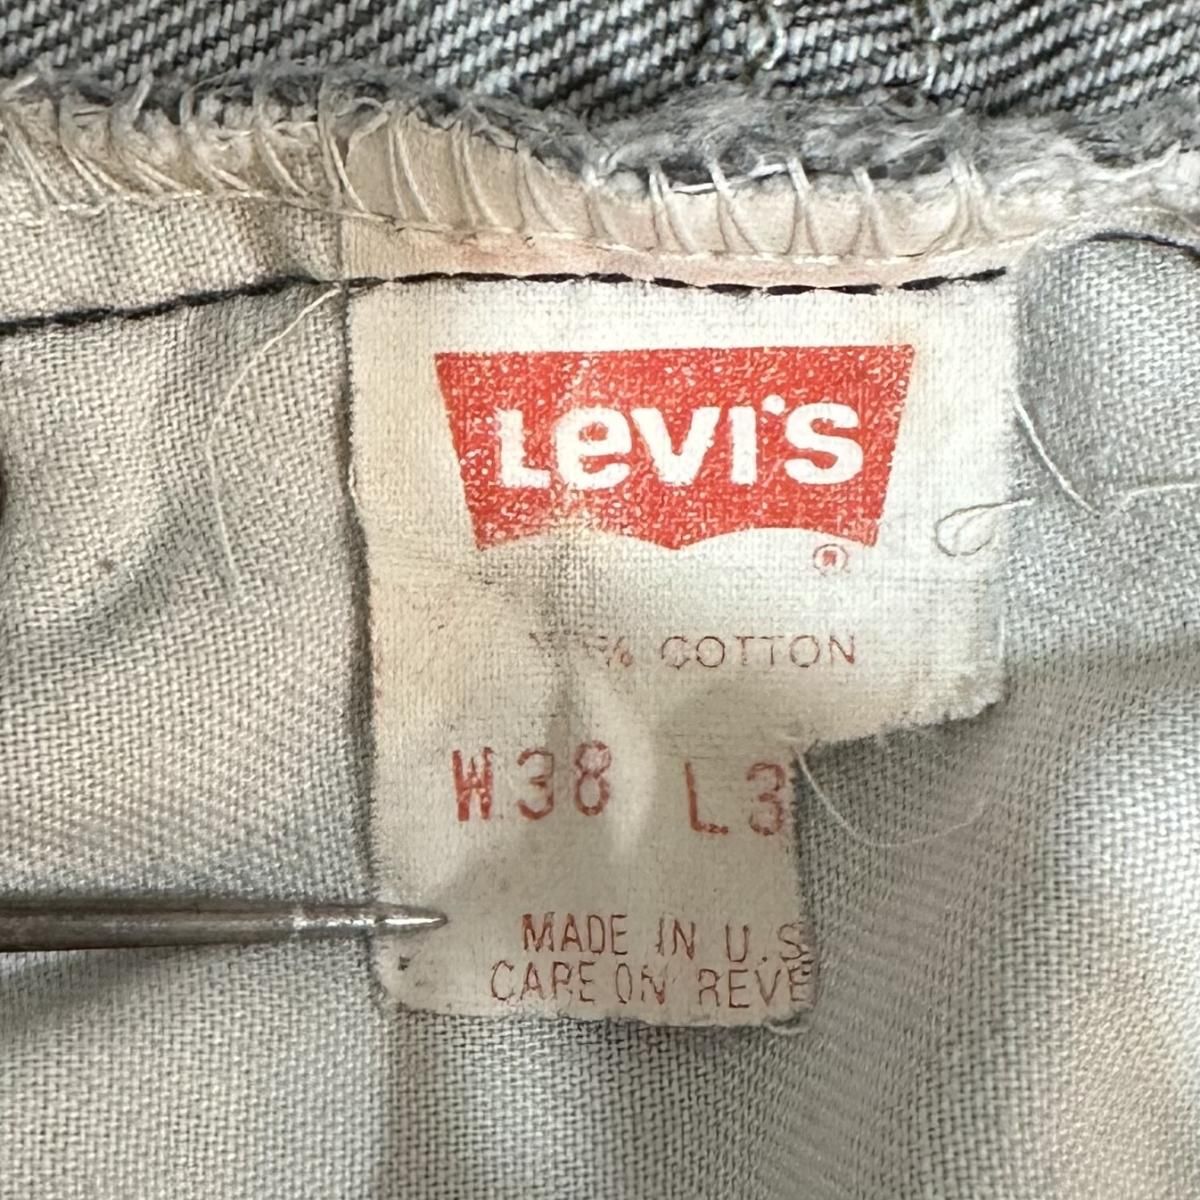 LeVI'S
®
% COTTON
W38 L3
MADE IN U.S
CARE ON REVE